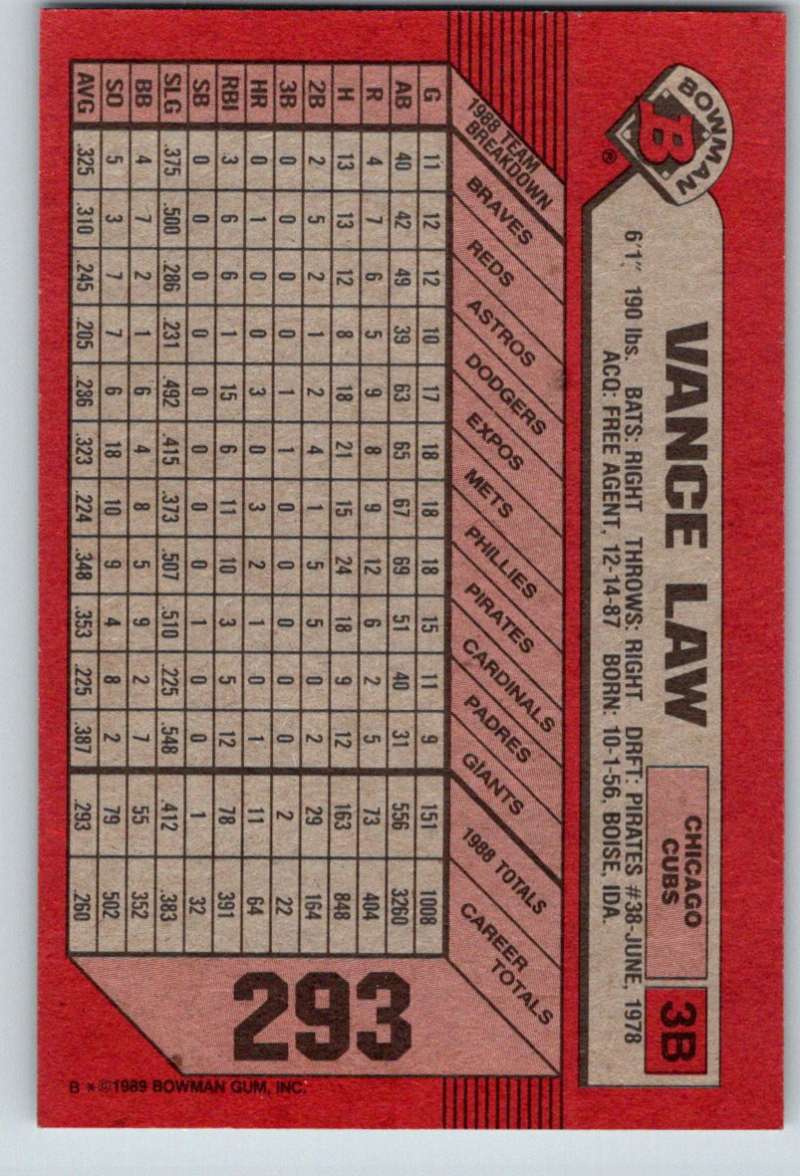 BOWMAN
B
®
VANCE LAW
CHICAGO
CUBS
3B
6'1" 190 lbs. BATS: RIGHT THROWS: RIGHT DRFT: PIRATES #38-JUNE, 1978
ACQ: FREE AGENT, 12-14-87 BORN: 10-1-56, BOISE, IDA.
1988 TEAM
BREAKDOWN
BRAVES
REDS
ASTROS
DODGERS
EXPOS
METS
PHILLIES
PIRATES
CARDINALS
PADRES
GIANTS
1988 TOTALS
CAREER
TOTALS
G 11 12 12 10 17 18 18 18 15 11 9 151 1008
AB 40 42 49 39 63 65 67 69 51 40 31 556 3260
R 4 7 6 5 9 8 9 12 6 2 5 73 404
H 13 13 12 8 18 21 15 24 18 9 12 163 848
2B 2 5 2 1 2 4 1 5 5 0 2 29 164
3B 0 0 0 0 1 1 0 0 0 0 0 2 22
HR 0 1 0 0 3 0 3 2 1 0 1 11 64
RBI 3 6 6 1 15 6 11 10 3 5 12 78 391
SB 0 0 0 0 0 0 0 0 1 0 0 1 32
SLG .375 .500 .286 .231 .492 .415 .373 .507 .510 .225 .548 .412 .383
BB 4 7 2 1 6 4 8 5 9 2 7 55 352
SO 5 3 7 7 6 18 10 9 4 8 2 79 502
AVG .325 .310 .245 .205 .286 .323 .224 .348 .353 .225 .387 .293 .260
293
B * ©1989 BOWMAN GUM, INC.